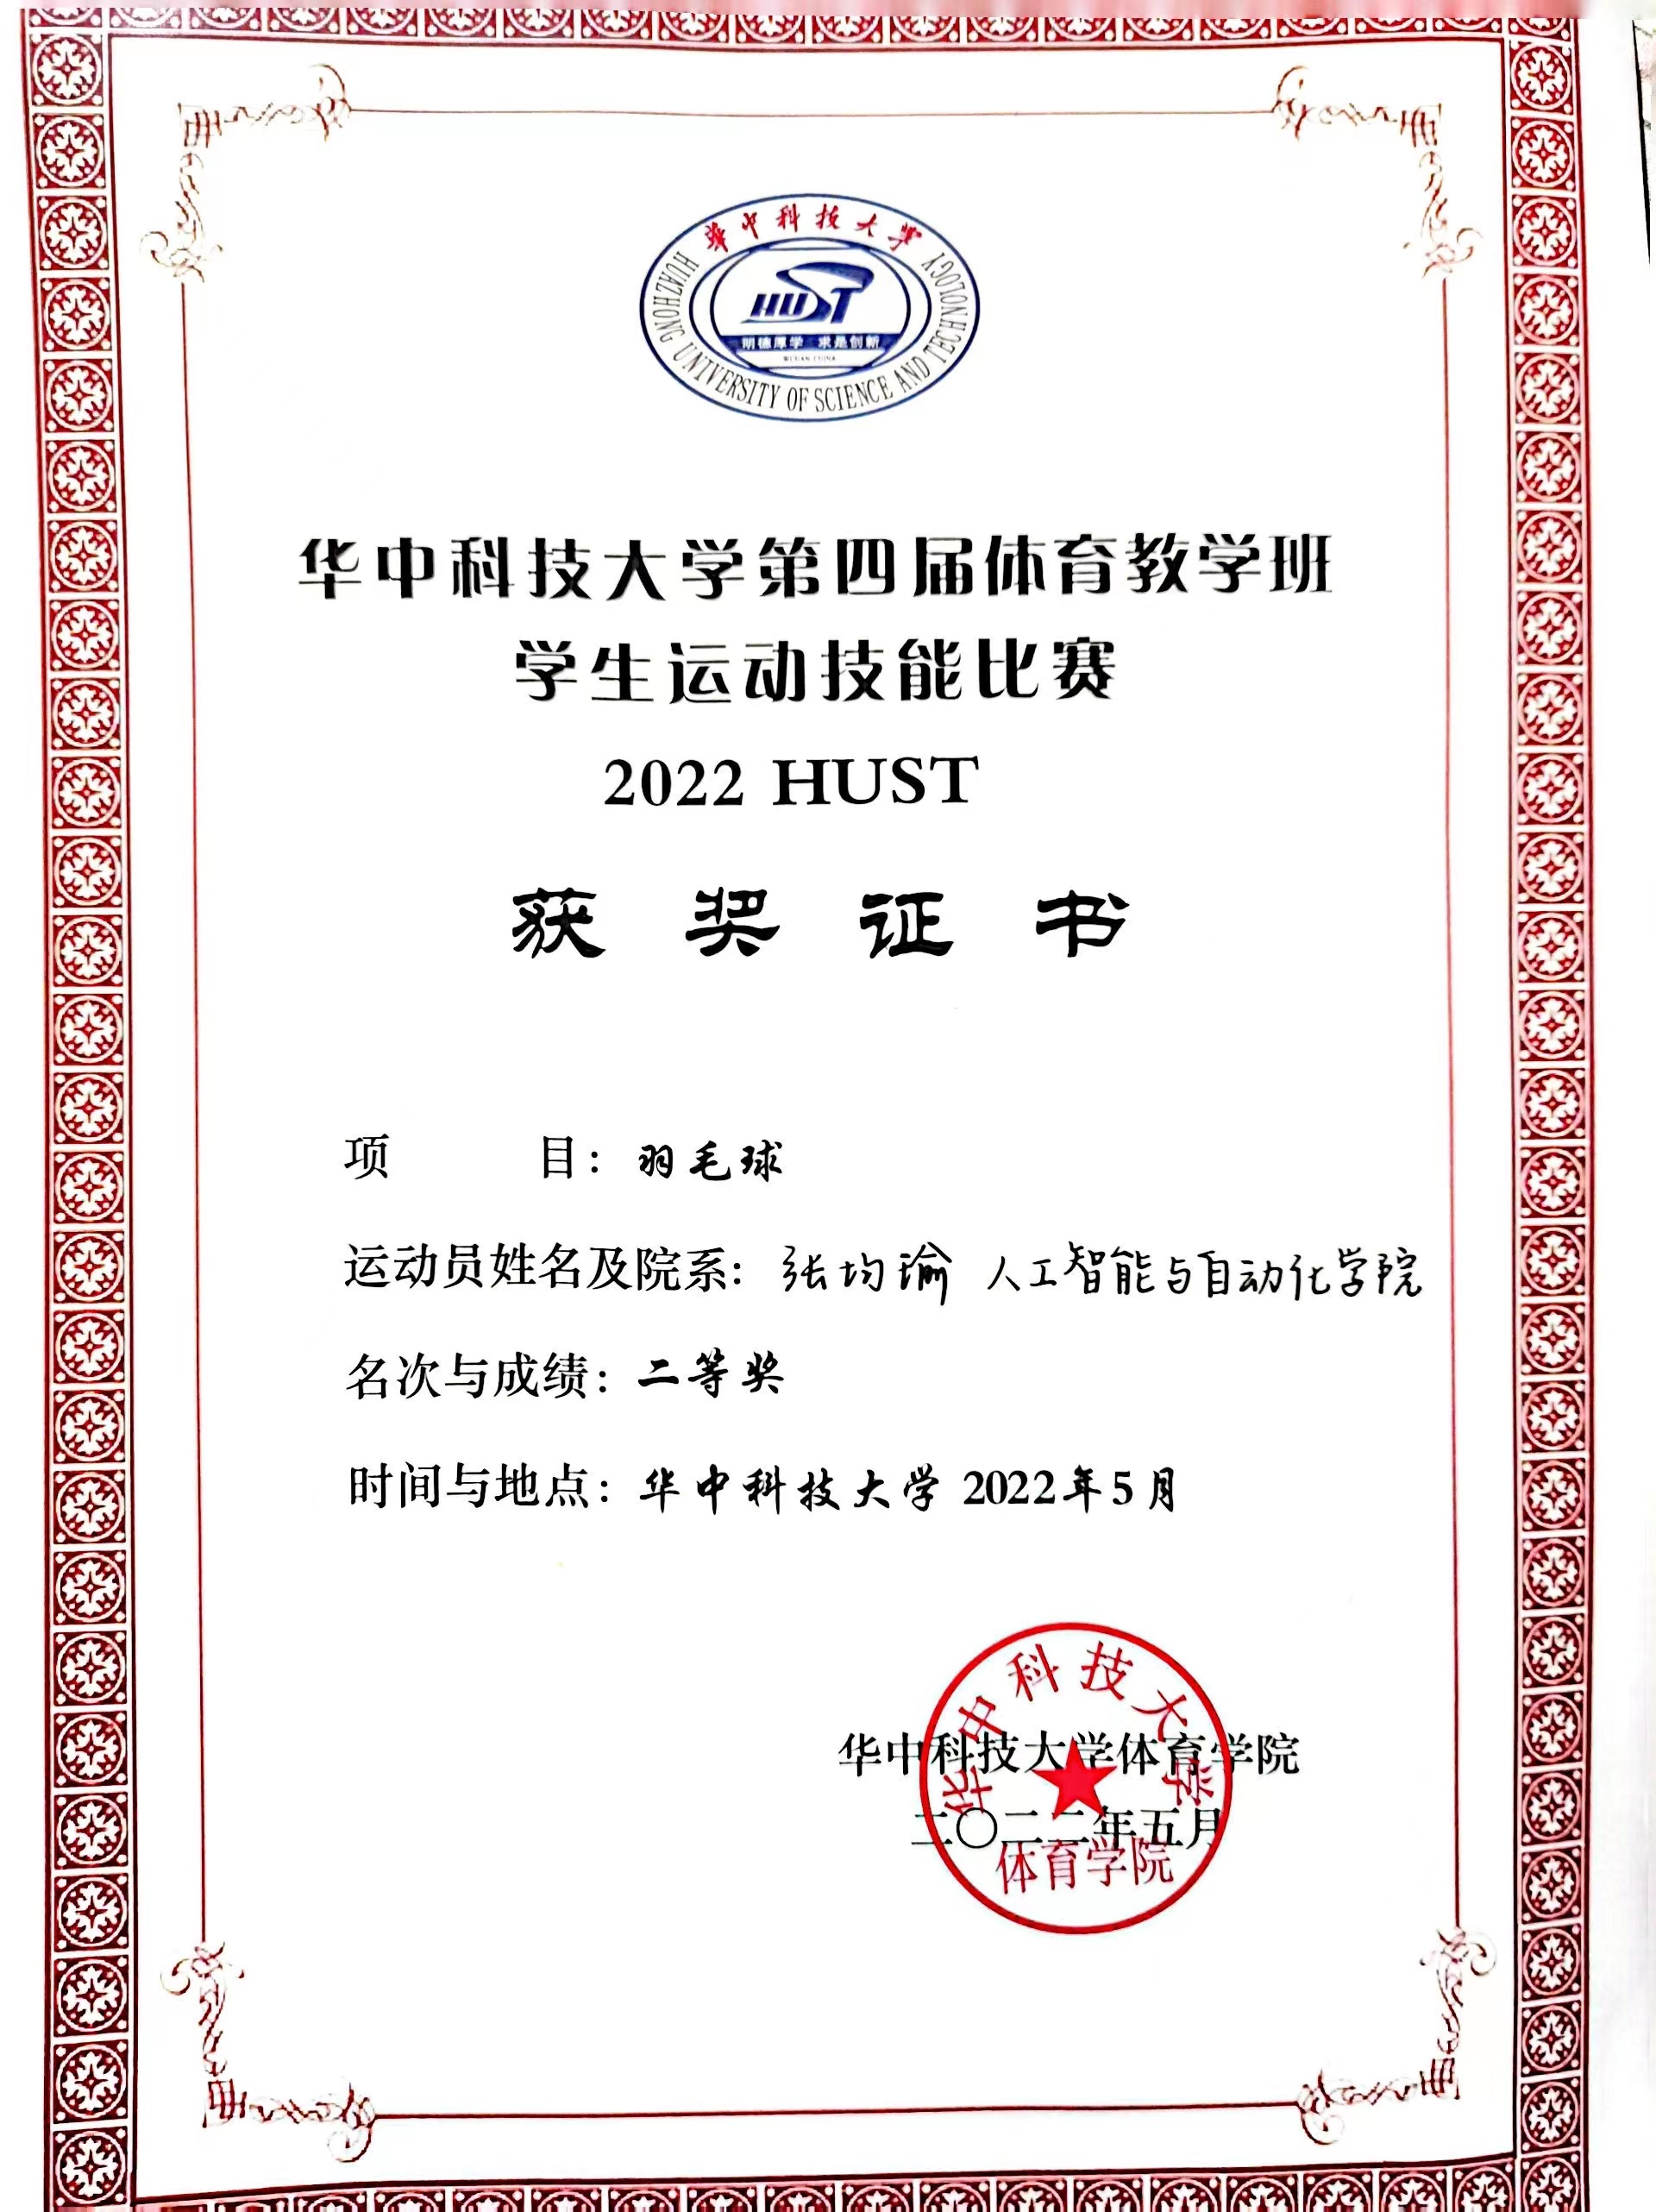 华中科技大学
HUAZHONG UNIVERSITY OF SCIENCE AND TECHNOLOGY
HUST
明德厚学 求是创新
WUHAN CHINA
华中科技大学第四届体育教学班
学生运动技能比赛
2022 HUST
获奖证书
项 目：羽毛球
运动员姓名及院系：张均瑜 人工智能与自动化学院
名次与成绩：二等奖
时间与地点：华中科技大学 2022年5月
华中科技大学体育学院
二〇二二年五月
华中科技大学
体育学院